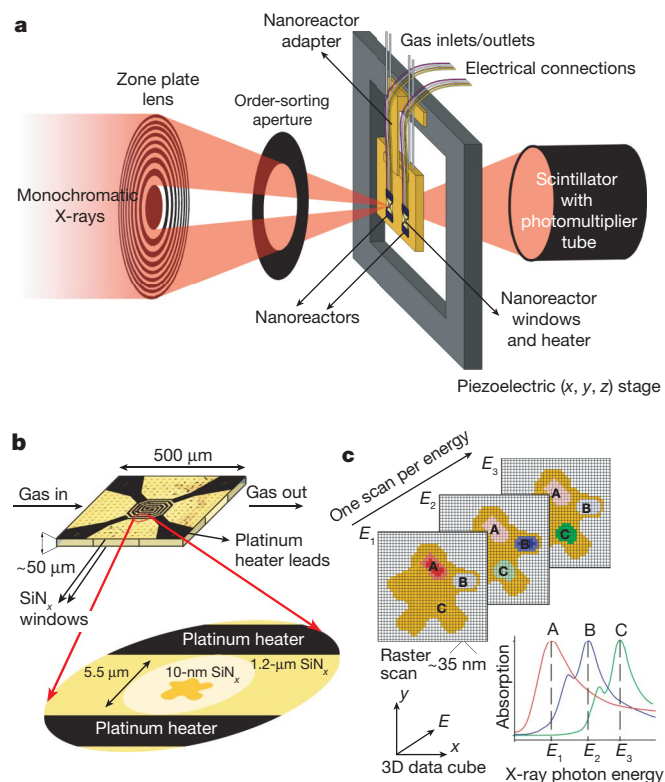 a
Nanoreactor
adapter
Gas inlets/outlets
Electrical connections
Zone plate
lens
Order-sorting
aperture
Monochromatic
X-rays
Scintillator
with
photomultiplier
tube
Nanoreactors
Nanoreactor
windows
and heater
Piezoelectric (x, y, z) stage
b
500 µm
Gas in
Gas out
Platinum
heater leads
~50 µm
SiNx
windows
Platinum heater
5.5 µm
10-nm SiNx
1.2-µm SiNx
Platinum heater
c
One scan per energy
E3
A
B
C
E2
A
B
C
E1
A
B
C
Raster
scan
~35 nm
y
E
x
3D data cube
A B C
Absorption
E1 E2 E3
X-ray photon energy